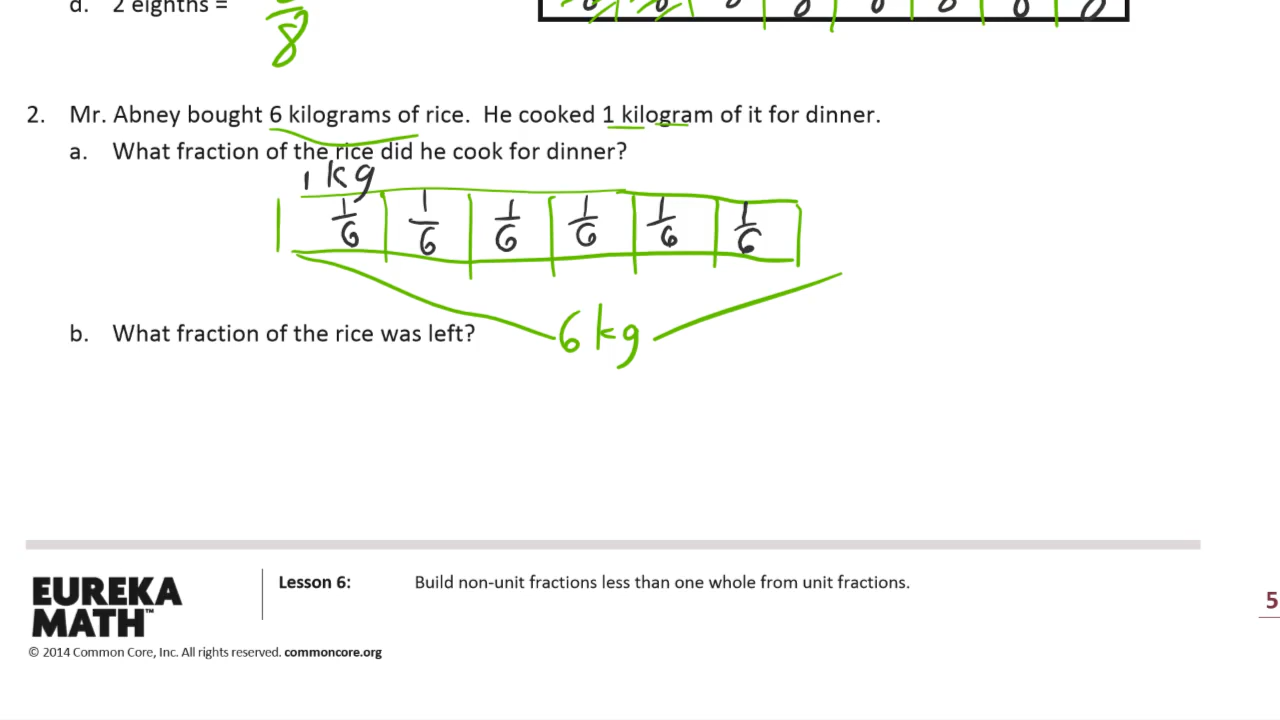 d. 2 eighths =
8
2. Mr. Abney bought 6 kilograms of rice. He cooked 1 kilogram of it for dinner.
a. What fraction of the rice did he cook for dinner?
1 kg
1/6 1/6 1/6 1/6 1/6 1/6
b. What fraction of the rice was left?
6 kg
EUREKA
MATH™
Lesson 6: Build non-unit fractions less than one whole from unit fractions.
5
© 2014 Common Core, Inc. All rights reserved. commoncore.org